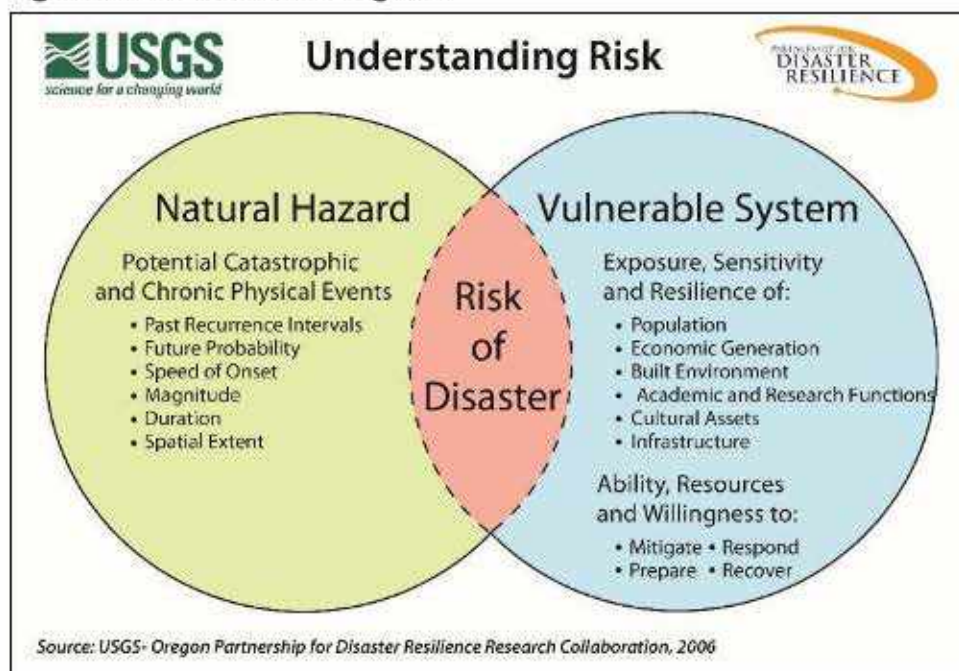 USGS
science for a changing world
Understanding Risk
PARTNERSHIP FOR
DISASTER
RESILIENCE
Natural Hazard
Potential Catastrophic
and Chronic Physical Events
• Past Recurrence Intervals
• Future Probability
• Speed of Onset
• Magnitude
• Duration
• Spatial Extent
Risk
of
Disaster
Vulnerable System
Exposure, Sensitivity
and Resilience of:
• Population
• Economic Generation
• Built Environment
• Academic and Research Functions
• Cultural Assets
• Infrastructure
Ability, Resources
and Willingness to:
• Mitigate • Respond
• Prepare • Recover
Source: USGS- Oregon Partnership for Disaster Resilience Research Collaboration, 2006